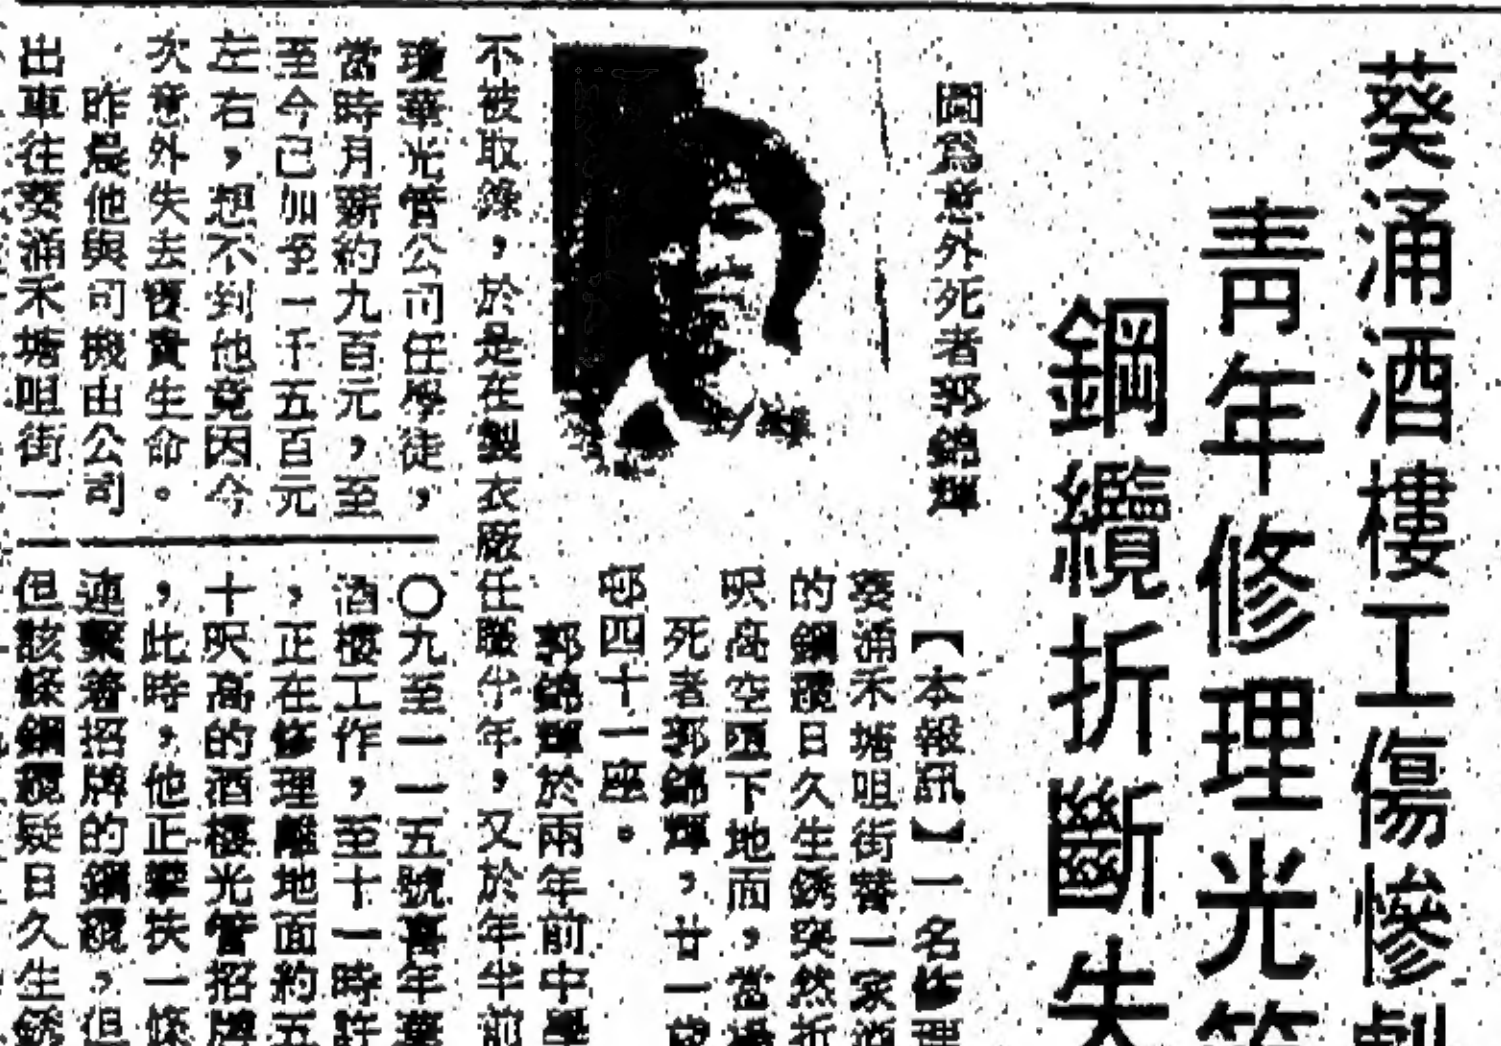 葵涌酒樓工傷慘劇
青年修理光管
鋼纜折斷失
圖為意外死者郭錦輝
【本報訊】一名修理
葵涌禾塘咀街營一家酒
的鋼纜日久生銹突然折
呎高空墮下地面，當場
死者郭錦輝，廿一歲
邨四十一座。
郭錦輝於兩年前中學
不被取錄，於是在製衣廠任職半年，又於年半前
瓊華光管公司任學徒，
當時月薪約九百元，至
至今已加至一千五百元
左右，想不到他竟因今
次意外失去寶貴生命。
昨晨他與司機由公司
出車往葵涌禾塘咀街一
〇九至一一五號喜年華
酒樓工作，至十一時許
，正在修理離地面約五
十呎高的酒樓光管招牌
，此時，他正攀扶一條
連繫着招牌的鋼纜，但
但該條鋼纜疑日久生銹